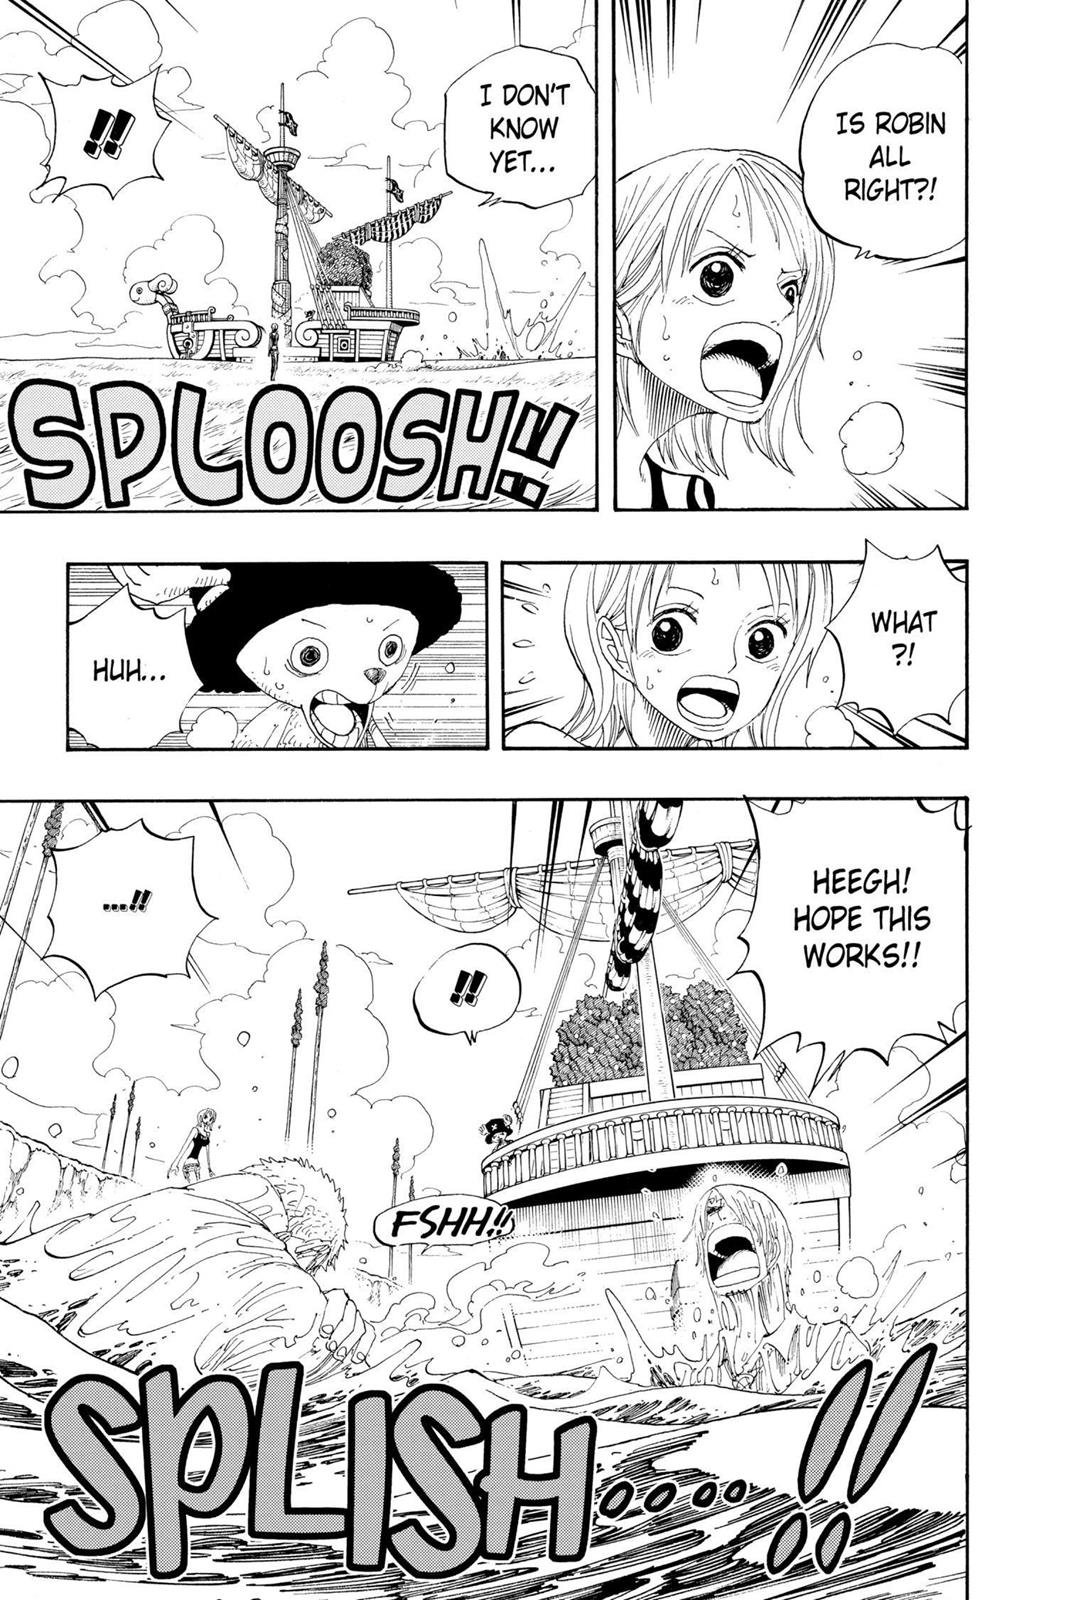 IS ROBIN
ALL
RIGHT?!
I DON'T
KNOW
YET...
!!
SPLOOSH!!
WHAT
?!
HUH...
HEEGH!
HOPE THIS
WORKS!!
!!
....!!
FSHH!!
SPLISH....!!